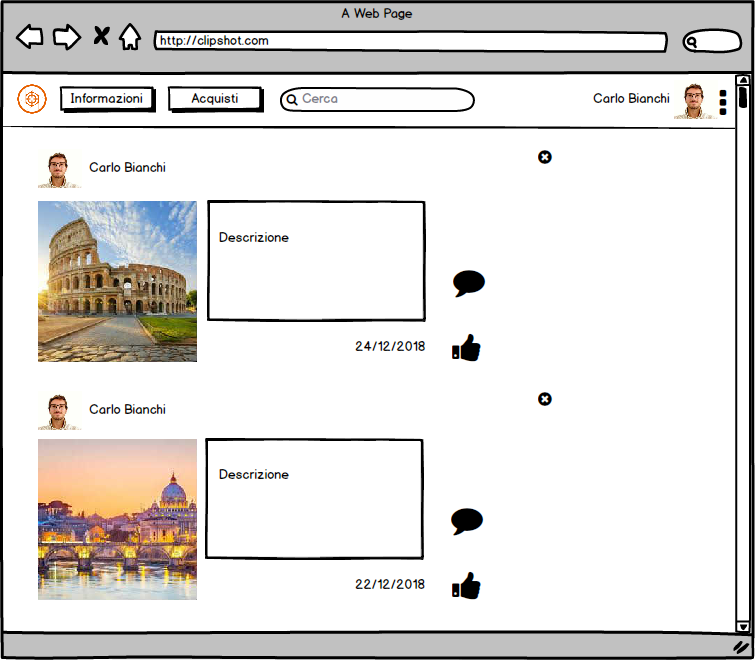 A Web Page
http://clipshot.com
Informazioni
Acquisti
Cerca
Carlo Bianchi
Carlo Bianchi
Descrizione
24/12/2018
Carlo Bianchi
Descrizione
22/12/2018